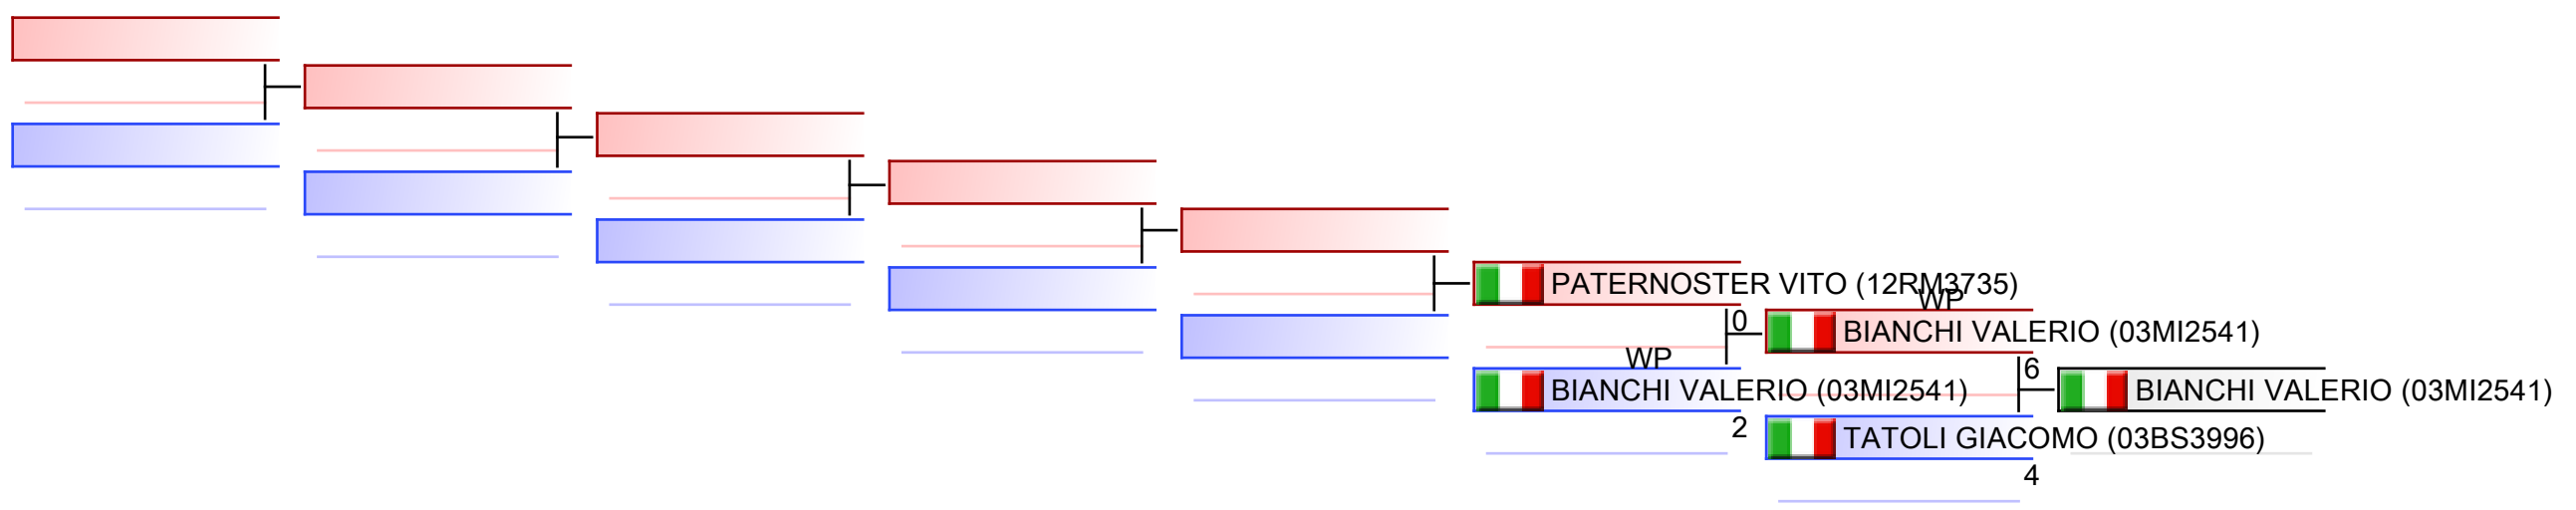 PATERNOSTER VITO (12RM3735)
WP
0
BIANCHI VALERIO (03MI2541)
WP
6
BIANCHI VALERIO (03MI2541)
BIANCHI VALERIO (03MI2541)
2
TATOLI GIACOMO (03BS3996)
4